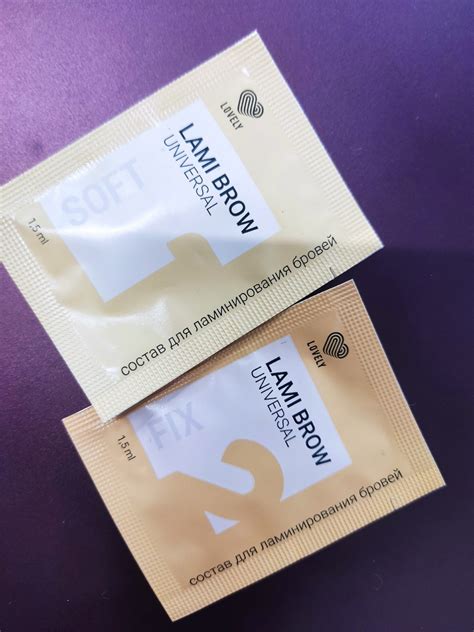 LOVELY
LAMI BROW
UNIVERSAL
SOFT
1
1,5 ml
состав для ламинирования бровей
LOVELY
LAMI BROW
UNIVERSAL
FIX
2
1,5 ml
состав для ламинирования бровей